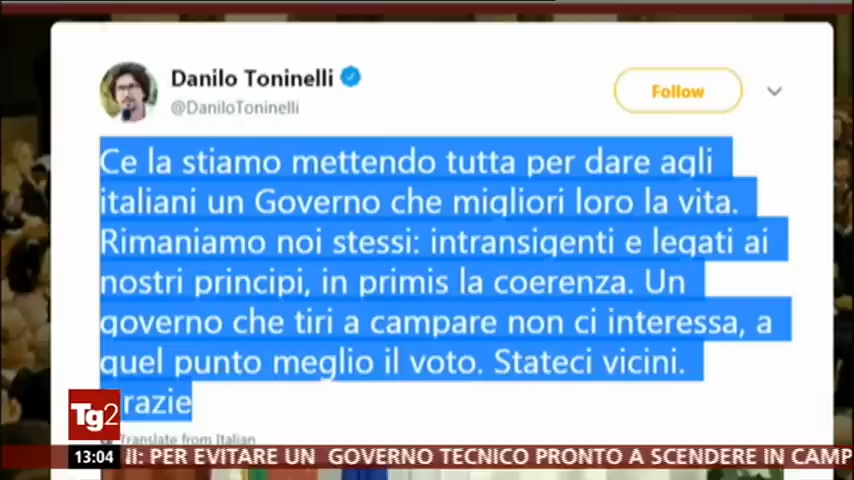 Danilo Toninelli
@DaniloToninelli
Follow
Ce la stiamo mettendo tutta per dare agli
italiani un Governo che migliori loro la vita.
Rimaniamo noi stessi: intransigenti e legati ai
nostri principi, in primis la coerenza. Un
governo che tiri a campare non ci interessa, a
quel punto meglio il voto. Stateci vicini.
razie
Translate from Italian
Tg2
13:04 II: PER EVITARE UN GOVERNO TECNICO PRONTO A SCENDERE IN CAMP